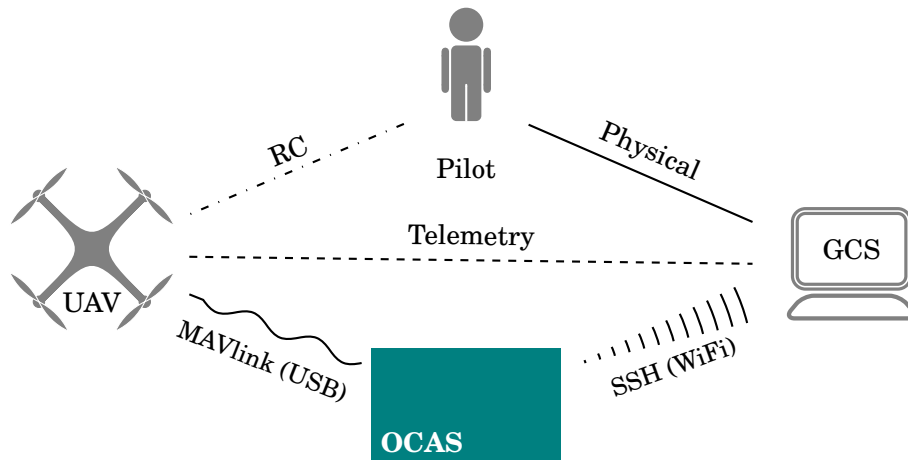 RC
Physical
Pilot
Telemetry
GCS
UAV
MAVlink (USB)
SSH (WiFi)
OCAS